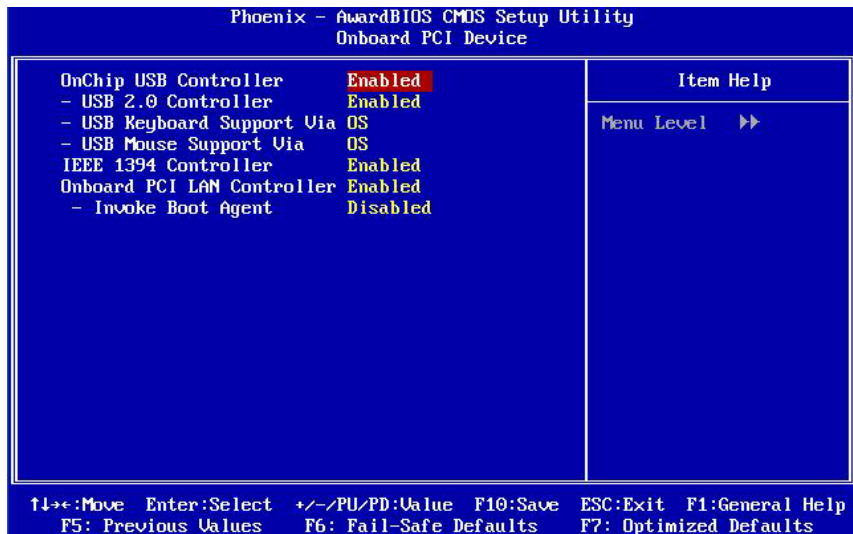 Phoenix - AwardBIOS CMOS Setup Utility
Onboard PCI Device
OnChip USB Controller Enabled
- USB 2.0 Controller Enabled
- USB Keyboard Support Via OS
- USB Mouse Support Via OS
IEEE 1394 Controller Enabled
Onboard PCI LAN Controller Enabled
- Invoke Boot Agent Disabled
Item Help
Menu Level ▶▶
↑↓→←:Move Enter:Select +/-/PU/PD:Value F10:Save ESC:Exit F1:General Help
F5: Previous Values F6: Fail-Safe Defaults F7: Optimized Defaults